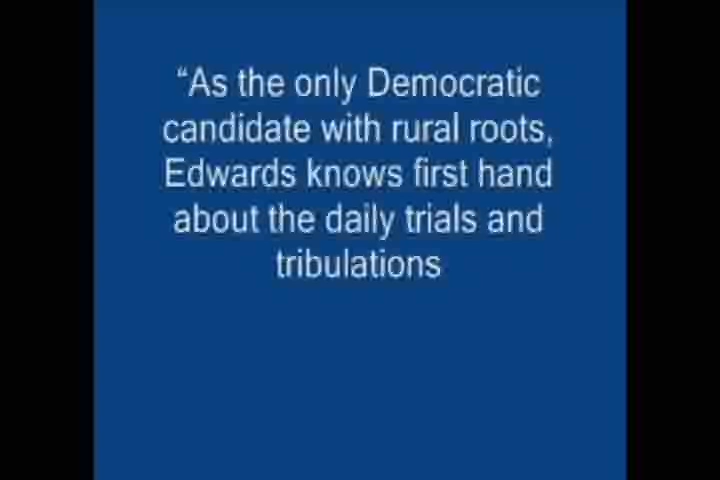 “As the only Democratic
candidate with rural roots,
Edwards knows first hand
about the daily trials and
tribulations